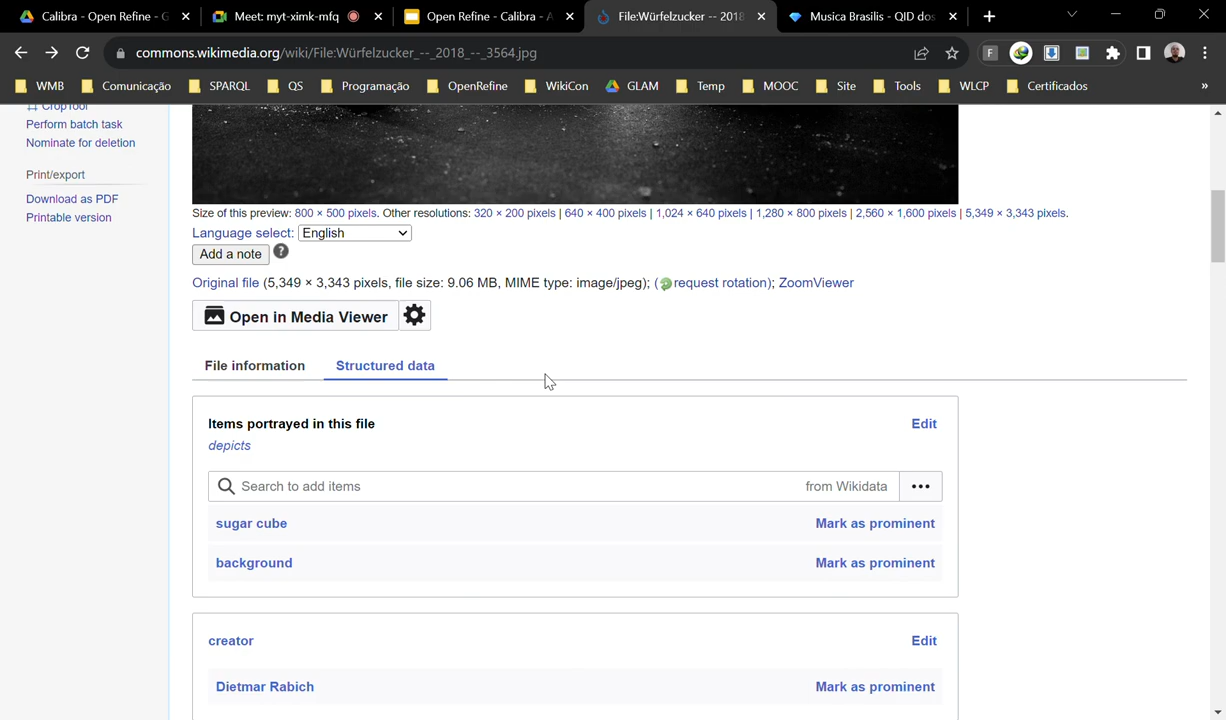 Calibra - Open Refine - G
Meet: myt-ximk-mfq
Open Refine - Calibra - A
File:Würfelzucker -- 2018
Musica Brasilis - QID dos
commons.wikimedia.org/wiki/File:Würfelzucker_--_2018_--_3564.jpg
WMB
Comunicação
SPARQL
QS
Programação
OpenRefine
WikiCon
GLAM
Temp
MOOC
Site
Tools
WLCP
Certificados
»
CropTool
Perform batch task
Nominate for deletion
Print/export
Download as PDF
Printable version
Size of this preview: 800 × 500 pixels. Other resolutions: 320 × 200 pixels | 640 × 400 pixels | 1,024 × 640 pixels | 1,280 × 800 pixels | 2,560 × 1,600 pixels | 5,349 × 3,343 pixels.
Language select: English
Add a note ?
Original file (5,349 × 3,343 pixels, file size: 9.06 MB, MIME type: image/jpeg); (request rotation); ZoomViewer
Open in Media Viewer
File information Structured data
Items portrayed in this file Edit
depicts
Search to add items from Wikidata
sugar cube Mark as prominent
background Mark as prominent
creator Edit
Dietmar Rabich Mark as prominent